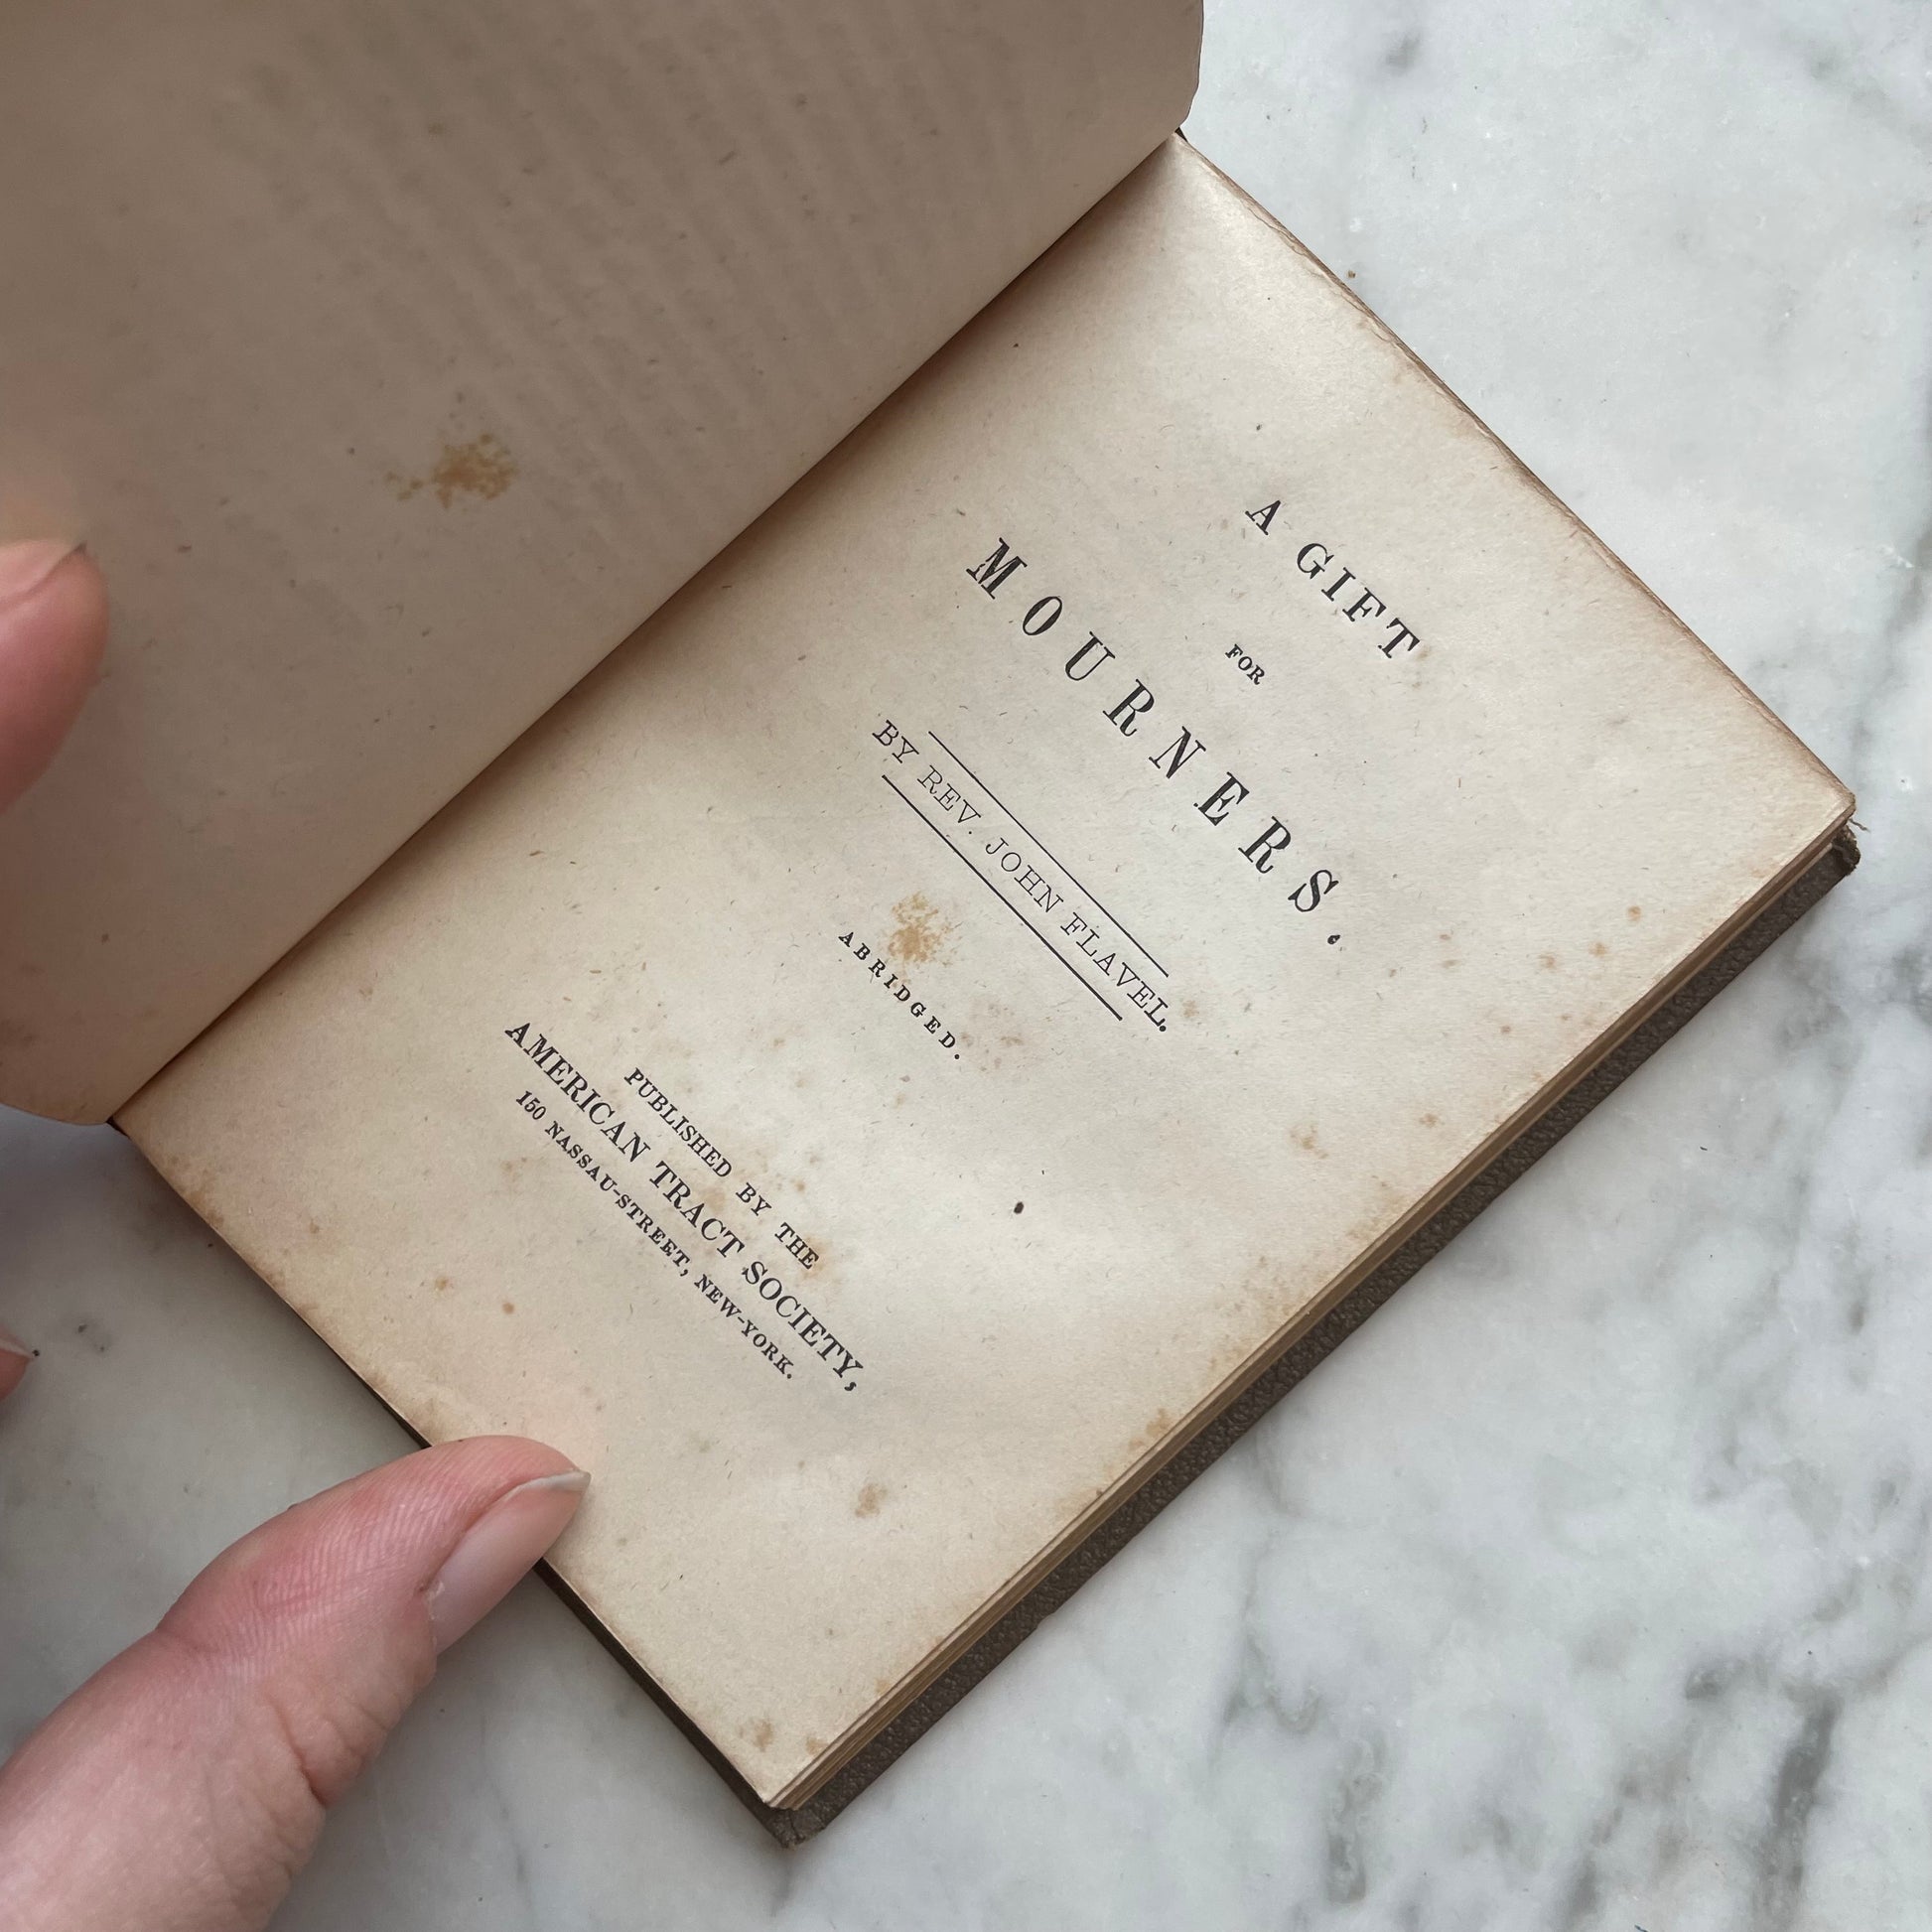 A GIFT
FOR
MOURNERS.
BY REV. JOHN FLAVEL.
ABRIDGED.
PUBLISHED BY THE
AMERICAN TRACT SOCIETY,
150 NASSAU-STREET, NEW-YORK.